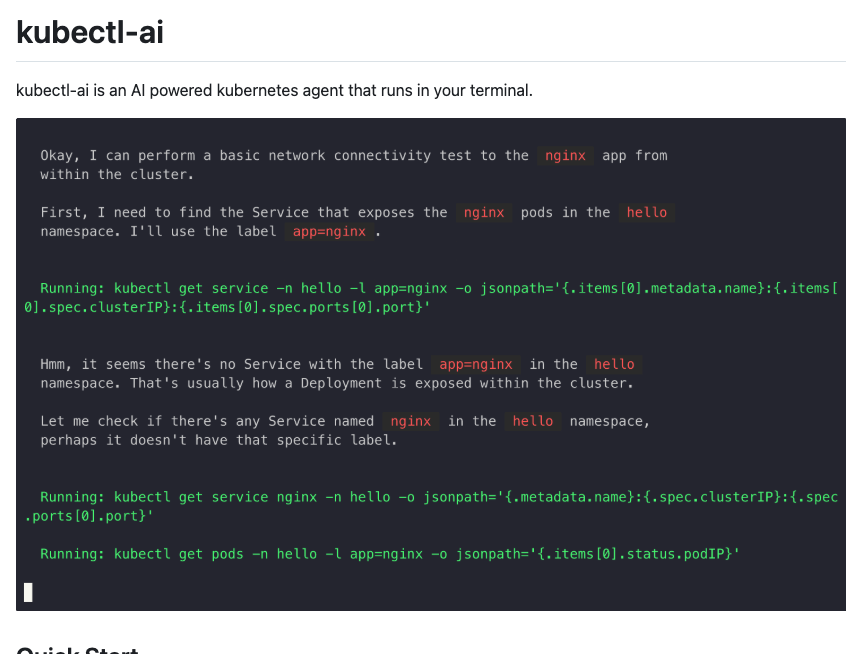 kubectl-ai
kubectl-ai is an AI powered kubernetes agent that runs in your terminal.
Okay, I can perform a basic network connectivity test to the nginx app from
within the cluster.
First, I need to find the Service that exposes the nginx pods in the hello
namespace. I'll use the label app=nginx .
Running: kubectl get service -n hello -l app=nginx -o jsonpath='{.items[0].metadata.name}:{.items[
0].spec.clusterIP}:{.items[0].spec.ports[0].port}'
Hmm, it seems there's no Service with the label app=nginx in the hello
namespace. That's usually how a Deployment is exposed within the cluster.
Let me check if there's any Service named nginx in the hello namespace,
perhaps it doesn't have that specific label.
Running: kubectl get service nginx -n hello -o jsonpath='{.metadata.name}:{.spec.clusterIP}:{.spec
.ports[0].port}'
Running: kubectl get pods -n hello -l app=nginx -o jsonpath='{.items[0].status.podIP}'
Quick Start